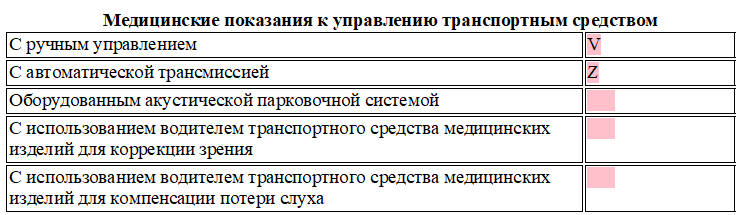 Медицинские показания к управлению транспортным средством
С ручным управлением V
С автоматической трансмиссией Z
Оборудованным акустической парковочной системой
С использованием водителем транспортного средства медицинских
изделий для коррекции зрения
С использованием водителем транспортного средства медицинских
изделий для компенсации потери слуха